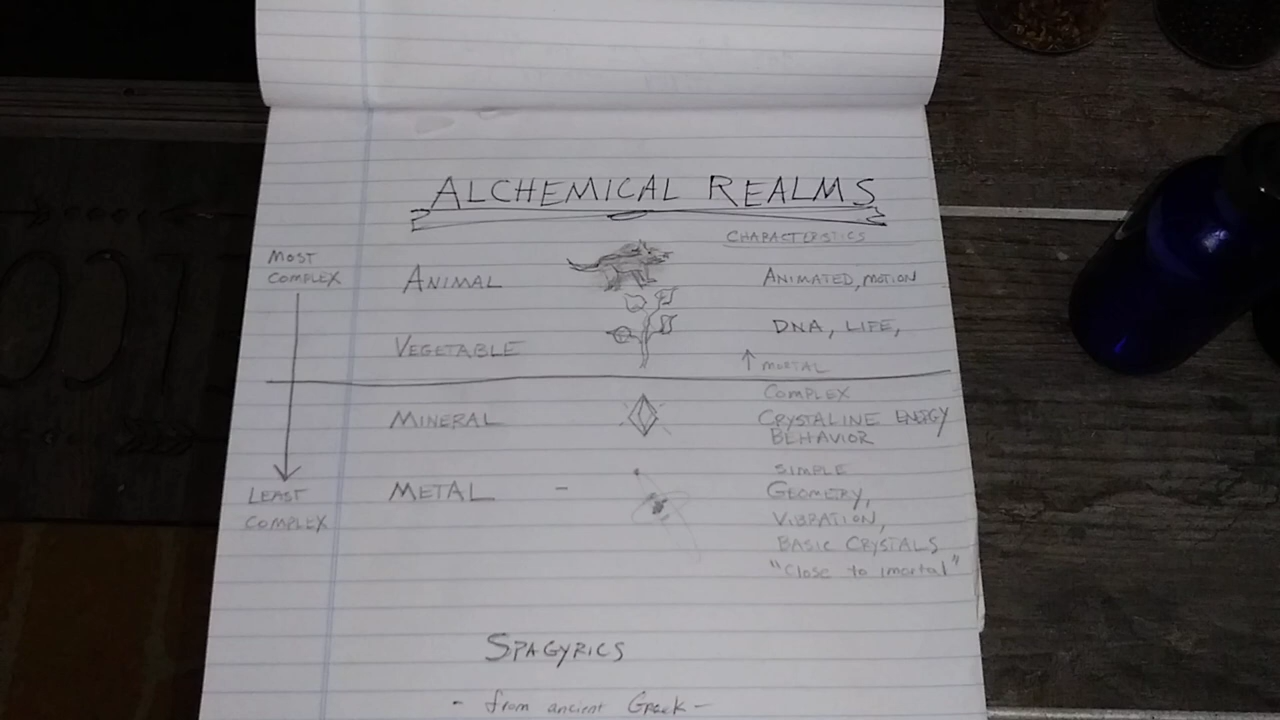 ALCHEMICAL REALMS
CHARACTERISTICS
MOST
COMPLEX
ANIMAL
ANIMATED, MOTION
VEGETABLE
DNA, LIFE,
↑ MORTAL
MINERAL
COMPLEX
CRYSTALINE ENERGY
BEHAVIOR
LEAST
COMPLEX
METAL -
SIMPLE
GEOMETRY,
VIBRATION,
BASIC CRYSTALS
"Close to imortal"
SPAGYRICS
- from ancient Greek -